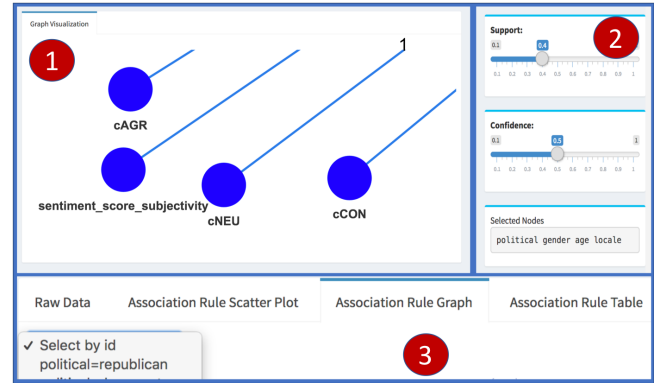 Graph Visualization
1
1
cAGR
sentiment_score_subjectivity
cNEU
cCON
Support:
2
0.1 0.4
0.1 0.2 0.3 0.4 0.5 0.6 0.7 0.8 0.9 1
Confidence:
0.1 0.5 1
0.1 0.2 0.3 0.4 0.5 0.6 0.7 0.8 0.9 1
Selected Nodes
political gender age locale
Raw Data Association Rule Scatter Plot Association Rule Graph Association Rule Table
✓ Select by id
political=republican
3